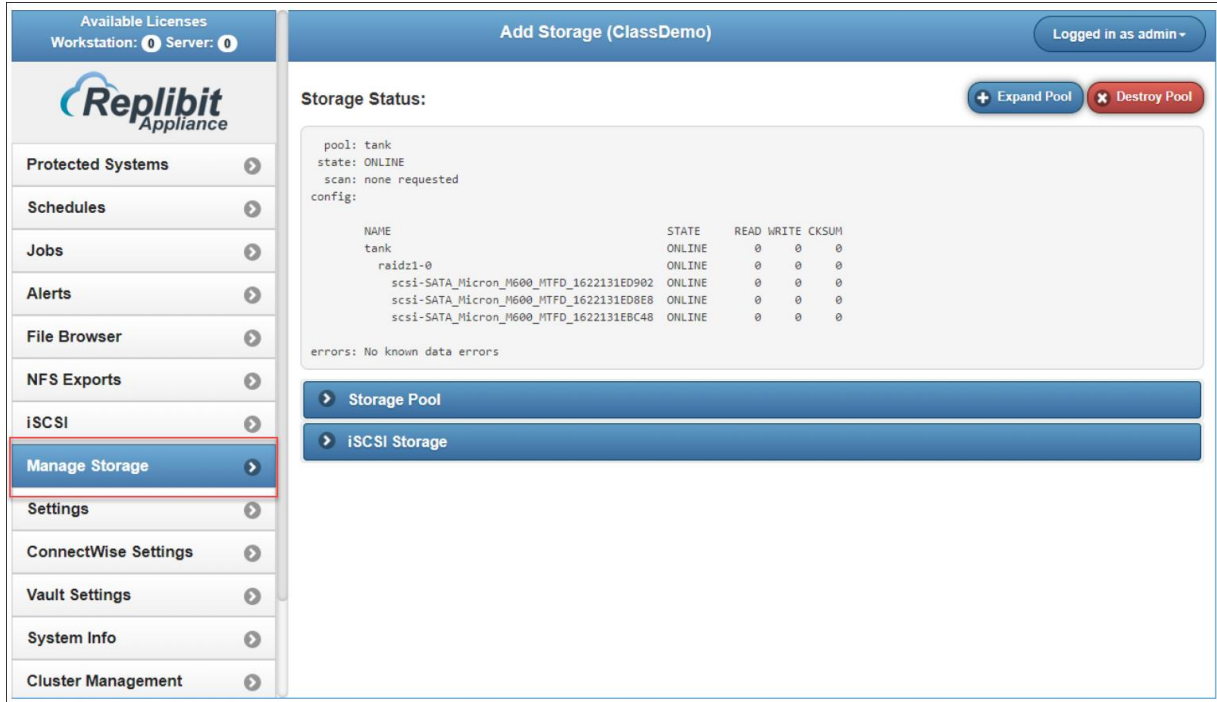 Available Licenses
Workstation: 0 Server: 0
Add Storage (ClassDemo)
Logged in as admin
Replibit
Appliance
Protected Systems
Schedules
Jobs
Alerts
File Browser
NFS Exports
iSCSI
Manage Storage
Settings
ConnectWise Settings
Vault Settings
System Info
Cluster Management
Storage Status:
Expand Pool
Destroy Pool
pool: tank
state: ONLINE
scan: none requested
config:
NAME STATE READ WRITE CKSUM
tank ONLINE 0 0 0
raidz1-0 ONLINE 0 0 0
scsi-SATA_Micron_M600_MTFD_1622131ED902 ONLINE 0 0 0
scsi-SATA_Micron_M600_MTFD_1622131ED8E8 ONLINE 0 0 0
scsi-SATA_Micron_M600_MTFD_1622131EBC48 ONLINE 0 0 0
errors: No known data errors
Storage Pool
iSCSI Storage